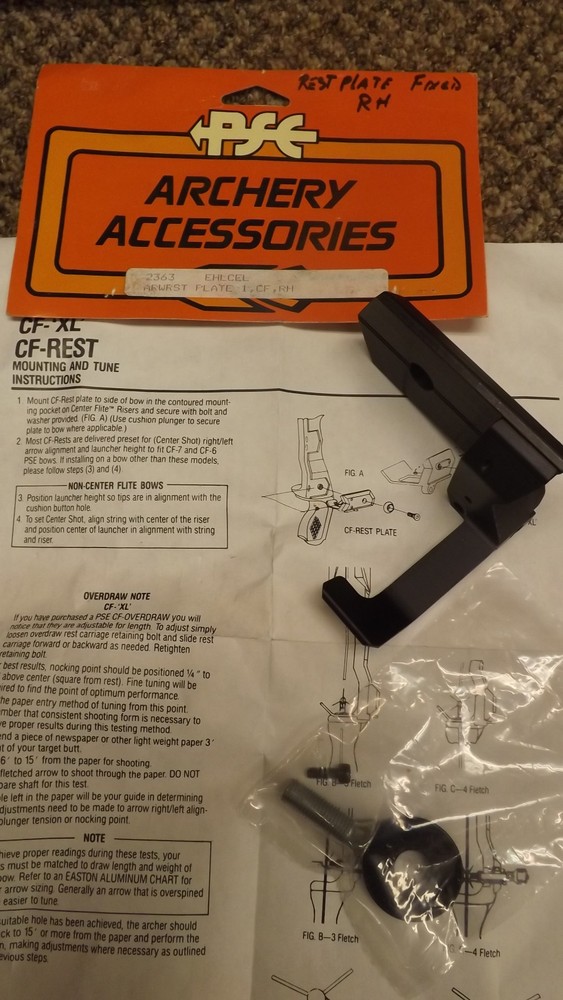 REST PLATE
RH
PSE
ARCHERY
ACCESSORIES
2363 EHLCEL
ARWRST PLATE 1,CF,RH
CF-'XL'
CF-REST
MOUNTING AND TUNE
INSTRUCTIONS
1 Mount CF-Rest plate to side of bow in the contoured mount-
ing pocket on Center Flite™ Risers and secure with bolt and
washer provided. (FIG. A) (Use cushion plunger to secure
plate to bow where applicable.)
2 Most CF-Rests are delivered preset for (Center Shot) right/left
arrow alignment and launcher height to fit CF-7 and CF-6
PSE bows. If installing on a bow other than these models,
please follow steps (3) and (4).
NON-CENTER FLITE BOWS
3 Position launcher height so tips are in alignment with the
cushion button hole.
4 To set Center Shot, align string with center of the riser
and position center of launcher in alignment with string
and riser.
FIG. A
CF-REST PLATE
XL'
OVERDRAW NOTE
CF- 'XL'
If you have purchased a PSE CF-OVERDRAW you will
notice that they are adjustable for length. To adjust simply
loosen overdraw rest carriage retaining bolt and slide rest
carriage forward or backward as needed. Retighten
retaining bolt.
best results, nocking point should be positioned ¼" to
above center (square from rest). Fine tuning will be
ired to find the point of optimum performance.
the paper entry method of tuning from this point.
mber that consistent shooting form is necessary to
ve proper results during this testing method.
end a piece of newspaper or other light weight paper 3'
nt of your target butt.
6' to 15' from the paper for shooting.
fletched arrow to shoot through the paper. DO NOT
bare shaft for this test.
ole left in the paper will be your guide in determining
adjustments need to be made to arrow right/left align-
plunger tension or nocking point.
NOTE
hieve proper readings during these tests, your
s must be matched to draw length and weight of
bow. Refer to an EASTON ALUMINUM CHART for
r arrow sizing. Generally an arrow that is overspined
easier to tune.
suitable hole has been achieved, the archer should
ck to 15' or more from the paper and perform the
n, making adjustments where necessary as outlined
evious steps.
FIG. B—3 Fletch
FIG. C—4 Fletch
FIG. B—3 Fletch
—4 Fletch